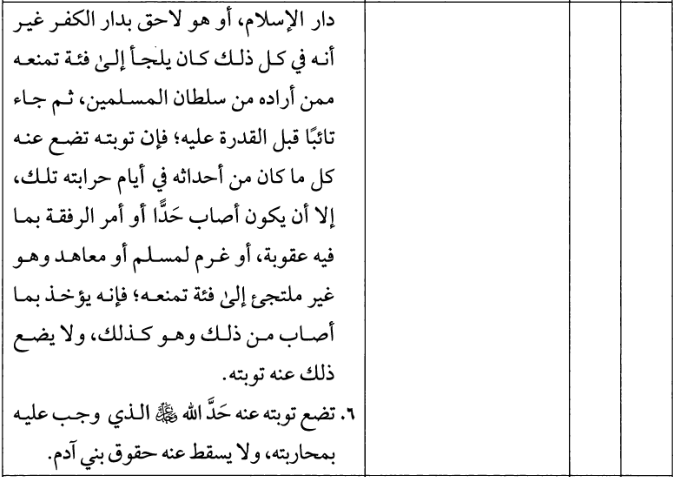 دار الإسلام، أو هو لاحق بدار الكفر غير
أنه في كل ذلك كان يلجأ إلىٰ فئة تمنعه
ممن أراده من سلطان المسلمين، ثم جاء
تائبًا قبل القدرة عليه؛ فإن توبته تضع عنه
كل ما كان من أحداثه في أيام حرابته تلك،
إلا أن يكون أصاب حَدًّا أو أمر الرفقة بما
فيه عقوبة، أو غرم لمسلم أو معاهد وهو
غير ملتجئ إلىٰ فئة تمنعه؛ فإنه يؤخذ بما
أصاب من ذلك وهو كذلك، ولا يضع
ذلك عنه توبته.
٦. تضع توبته عنه حَدَّ الله ﷻ الذي وجب عليه
بمحاربته، ولا يسقط عنه حقوق بني آدم.